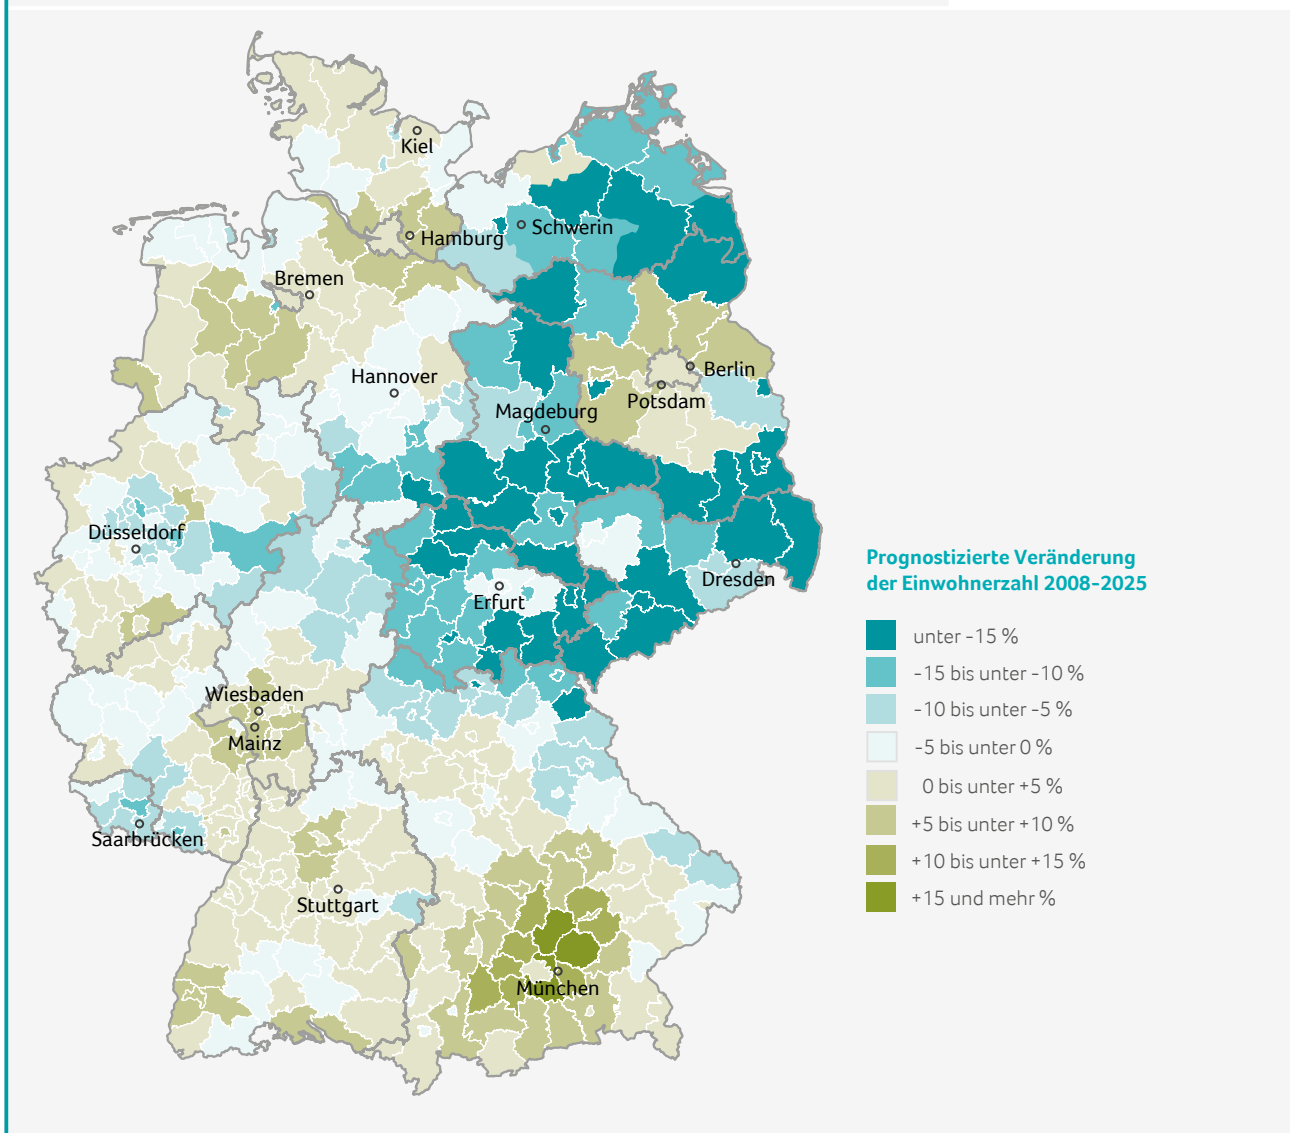 Kiel
Schwerin
Hamburg
Bremen
Berlin
Hannover
Potsdam
Magdeburg
Düsseldorf
Dresden
Erfurt
Wiesbaden
Mainz
Saarbrücken
Stuttgart
München
Prognostizierte Veränderung
der Einwohnerzahl 2008-2025
unter -15 %
-15 bis unter -10 %
-10 bis unter -5 %
-5 bis unter 0 %
0 bis unter +5 %
+5 bis unter +10 %
+10 bis unter +15 %
+15 und mehr %